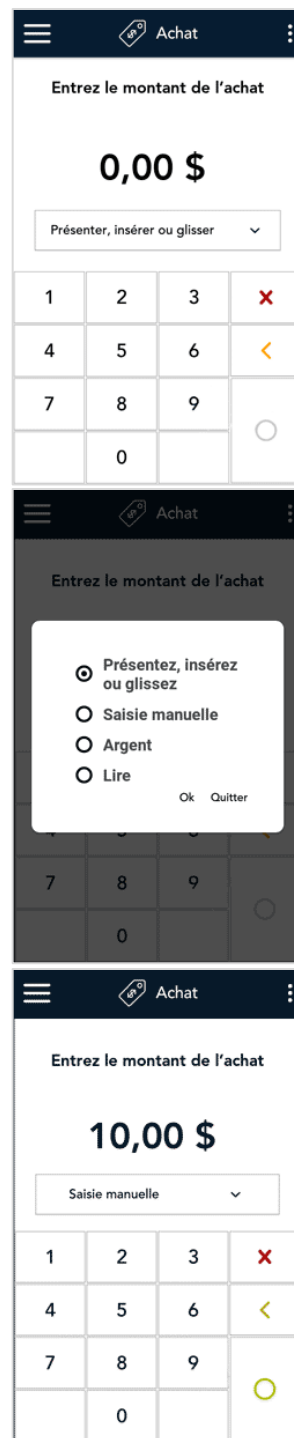 Achat
Entrez le montant de l'achat
0,00 $
Présenter, insérer ou glisser
1 2 3
4 5 6
7 8 9
0
Achat
Entrez le montant de l'achat
Présentez, insérez
ou glissez
Saisie manuelle
Argent
Lire
Ok Quitter
7 8 9
0
Achat
Entrez le montant de l'achat
10,00 $
Saisie manuelle
1 2 3
4 5 6
7 8 9
0